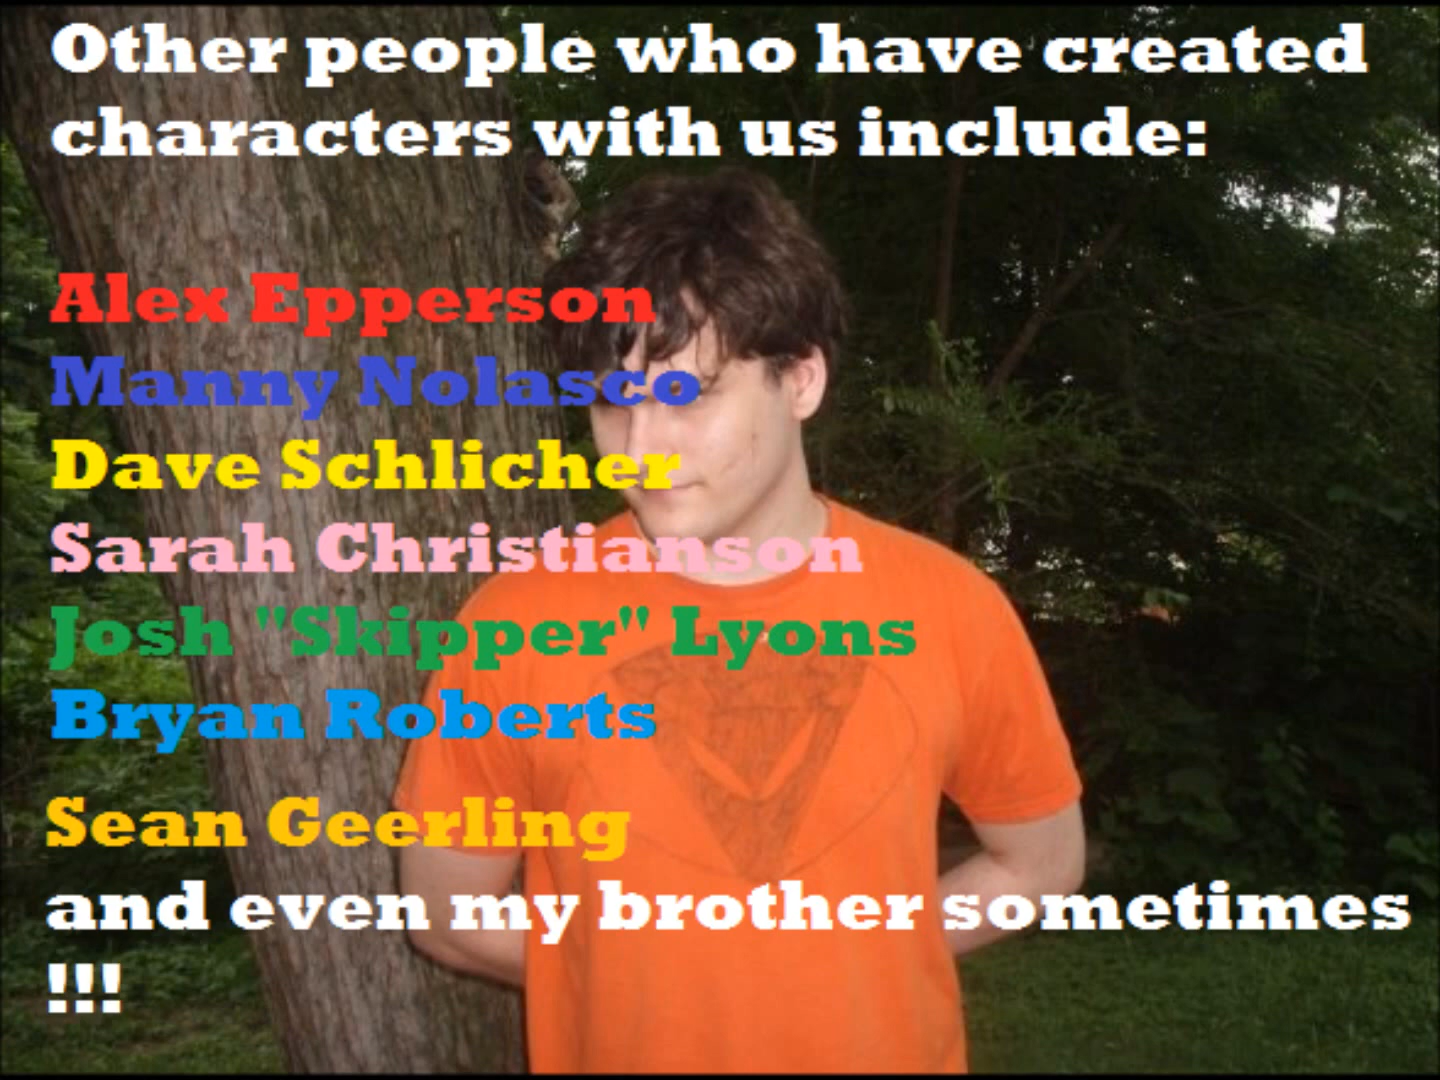 Other people who have created
characters with us include:
Alex Epperson
Manny Nolasco
Dave Schlicher
Sarah Christianson
Josh "Skipper" Lyons
Bryan Roberts
Sean Geerling
and even my brother sometimes
!!!